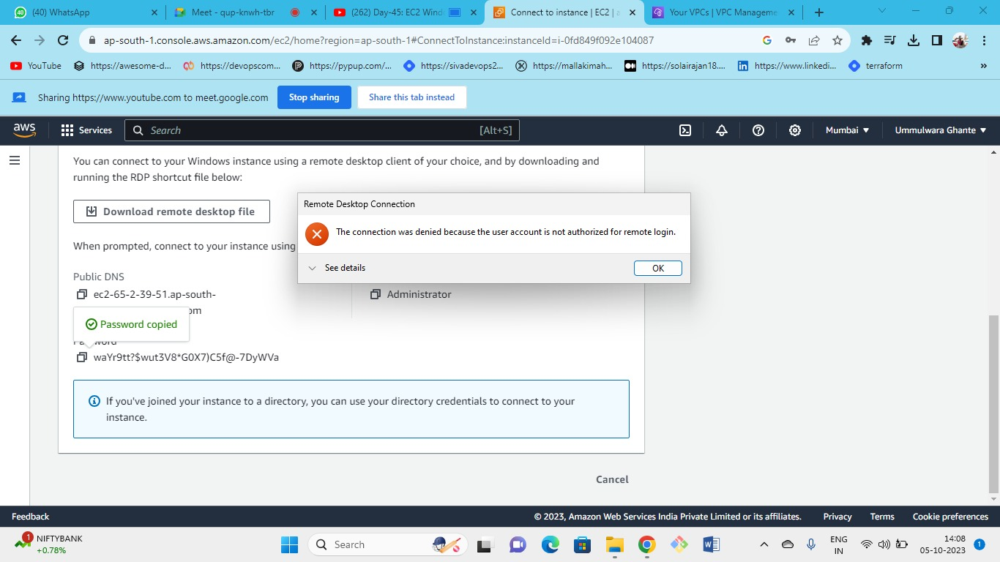 (40) WhatsApp
Meet - qup-knwh-tbr
(262) Day-45: EC2 Wind
Connect to instance | EC2 | a
Your VPCs | VPC Manageme
ap-south-1.console.aws.amazon.com/ec2/home?region=ap-south-1#ConnectToInstance:instanceId=i-0fd849f092e104087
YouTube
https://awesome-d...
https://devopscom...
https://pypup.com/...
https://sivadevops2...
https://mallakimah...
https://solairajan18....
https://www.linkedi...
terraform
»
Sharing https://www.youtube.com to meet.google.com
Stop sharing
Share this tab instead
aws
Services
Search
[Alt+S]
Mumbai
Ummulwara Ghante
You can connect to your Windows instance using a remote desktop client of your choice, and by downloading and
running the RDP shortcut file below:
Download remote desktop file
When prompted, connect to your instance using
Remote Desktop Connection
The connection was denied because the user account is not authorized for remote login.
See details
OK
Public DNS
ec2-65-2-39-51.ap-south-
om
Administrator
Password copied
Password
waYr9tt?$wut3V8*G0X7)C5f@-7DyWVa
If you've joined your instance to a directory, you can use your directory credentials to connect to your
instance.
Cancel
Feedback
© 2023, Amazon Web Services India Private Limited or its affiliates.
Privacy
Terms
Cookie preferences
1
NIFTYBANK
+0.78%
Search
ENG
IN
14:08
05-10-2023
1